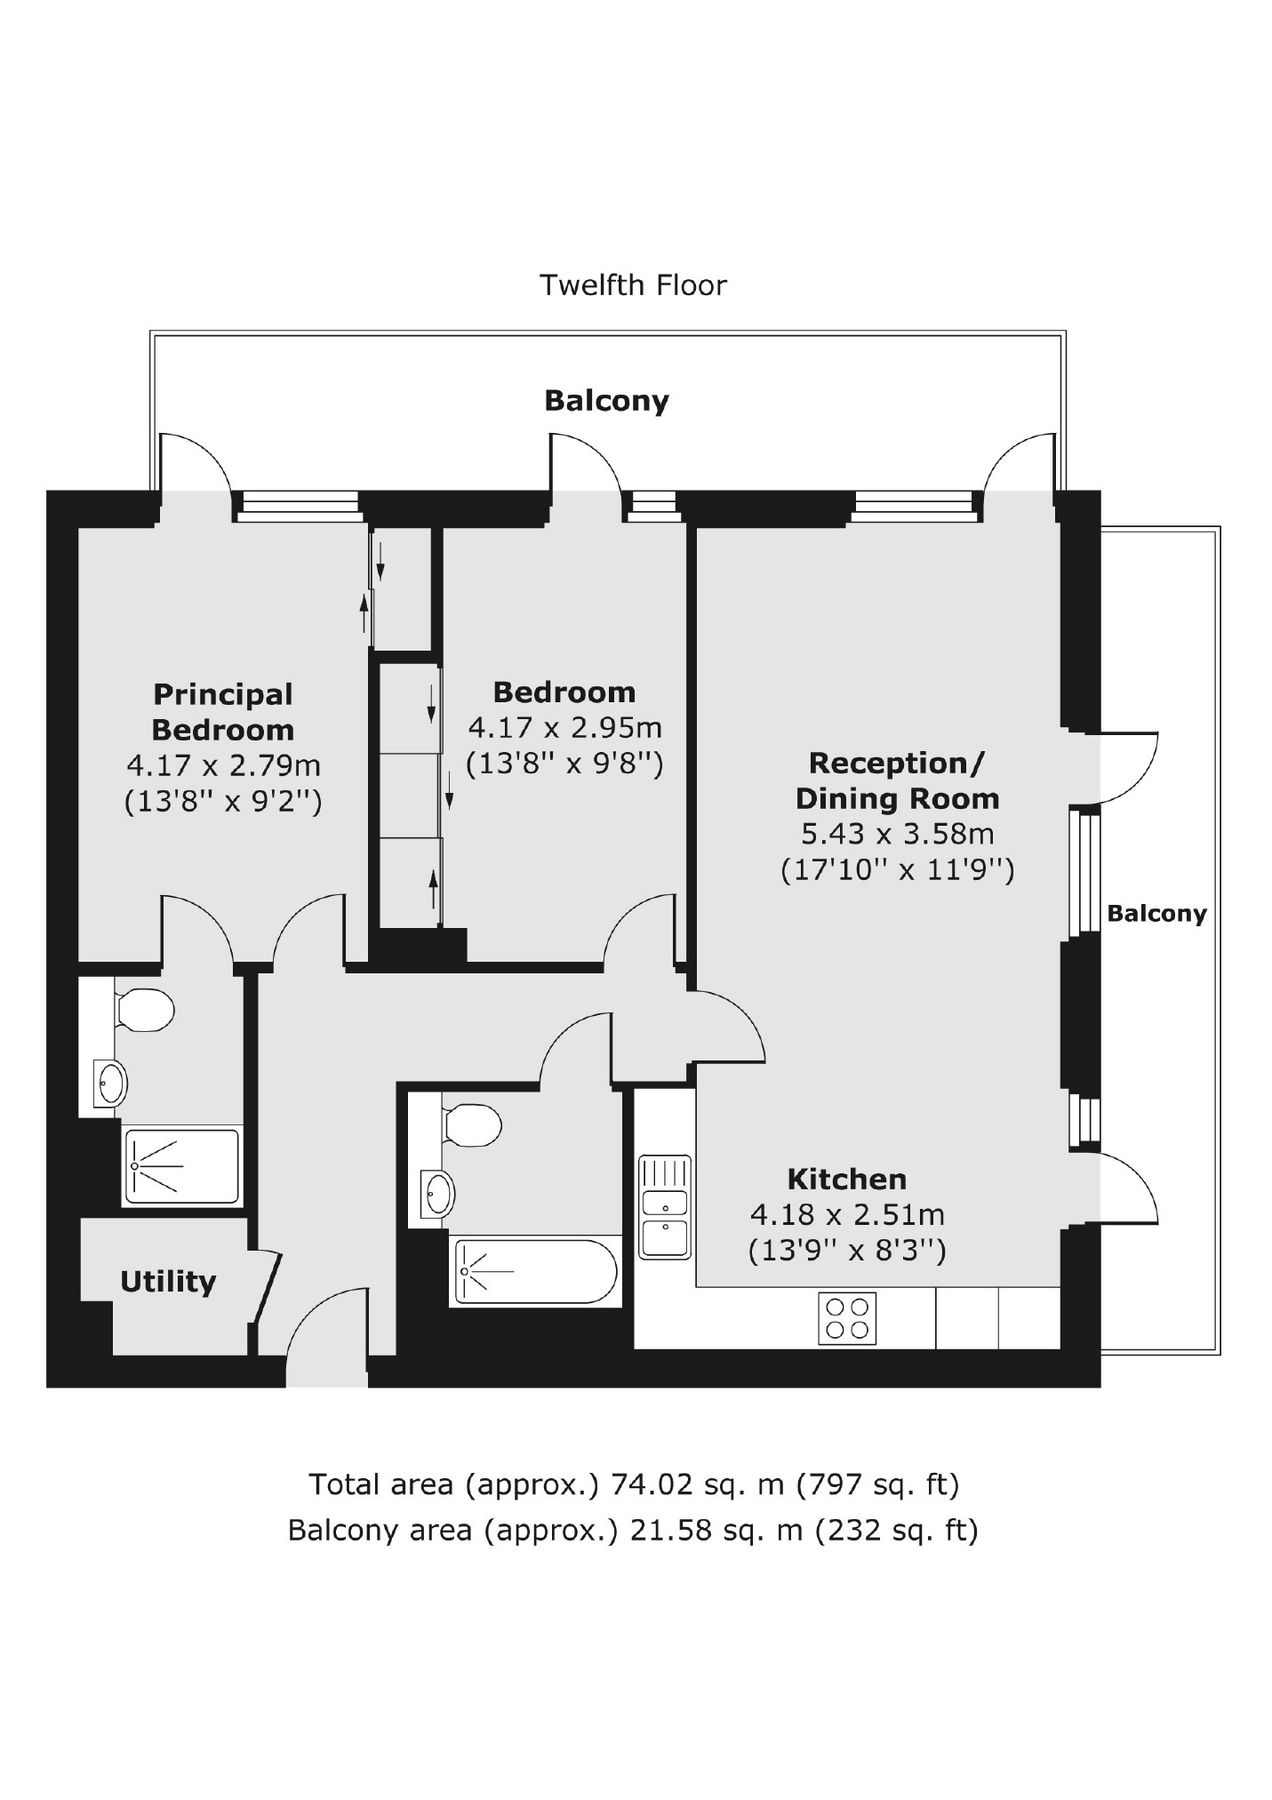 Twelfth Floor
Balcony
Principal
Bedroom
4.17 x 2.79m
(13'8" x 9'2")
Bedroom
4.17 x 2.95m
(13'8" x 9'8")
Reception/
Dining Room
5.43 x 3.58m
(17'10" x 11'9")
Balcony
Kitchen
4.18 x 2.51m
(13'9" x 8'3")
Utility
Total area (approx.) 74.02 sq. m (797 sq. ft)
Balcony area (approx.) 21.58 sq. m (232 sq. ft)